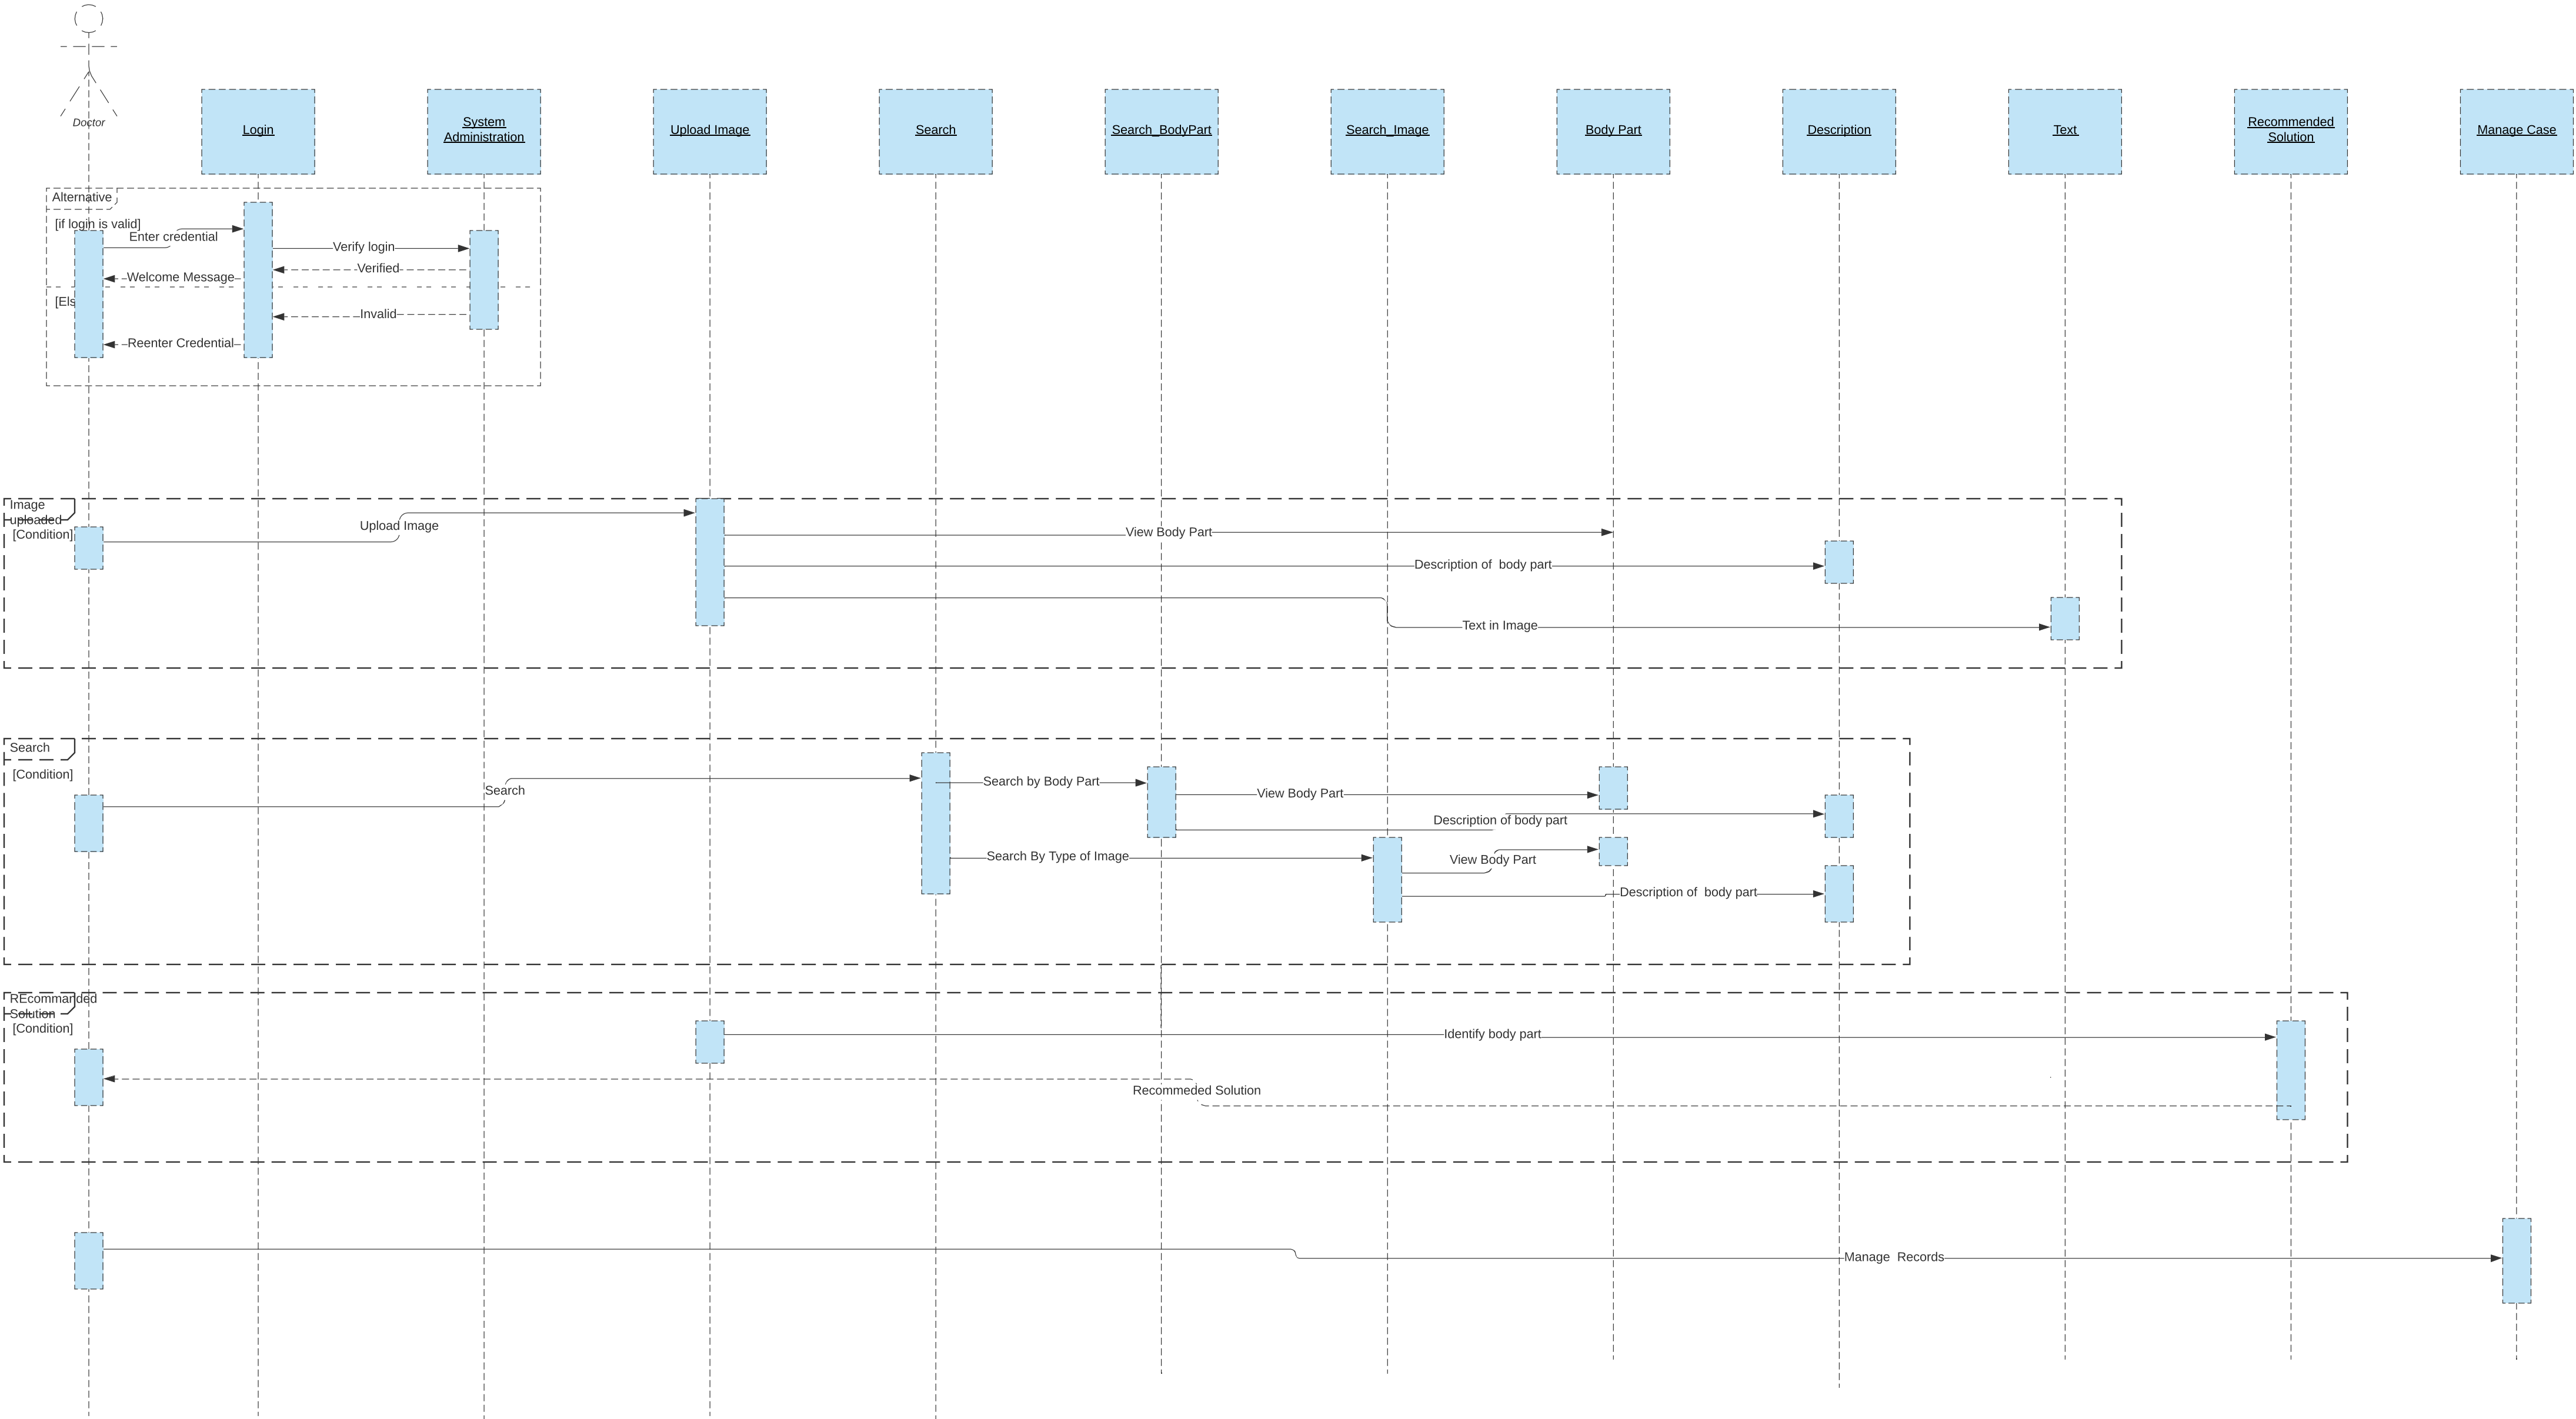 Doctor
Login
System
Administration
Upload Image
Search
Search_BodyPart
Search_Image
Body Part
Description
Text
Recommended
Solution
Manage Case
Alternative
[if login is valid]
Enter credential
Verify login
Verified
Welcome Message
[Els
Invalid
Reenter Credential
Image
uploaded
[Condition]
Upload Image
View Body Part
Description of  body part
Text in Image
Search
[Condition]
Search
Search by Body Part
View Body Part
Description of body part
Search By Type of Image
View Body Part
Description of  body part
REcommanded
Solution
[Condition]
Identify body part
Recommeded Solution
Manage  Records